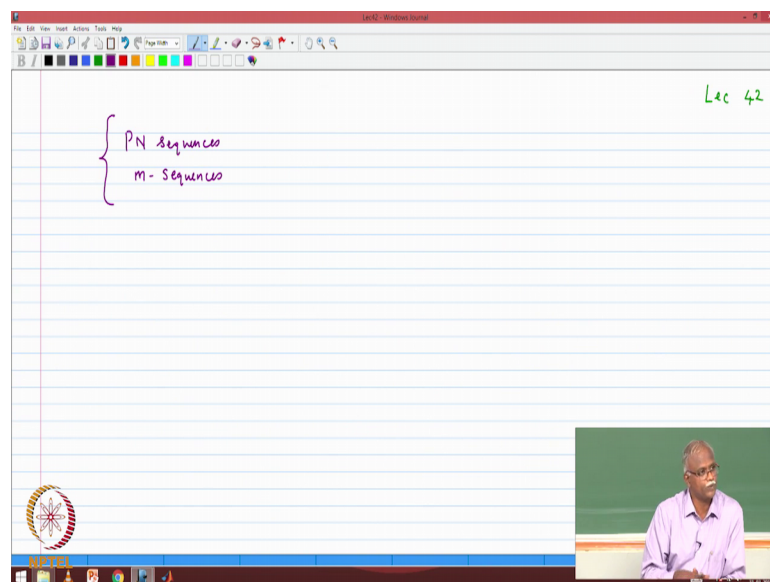 Lec42 - Windows Journal
File Edit View Insert Actions Tools Help
Page Width
B I
Lec 42
PN sequences
m- sequences
NPTEL